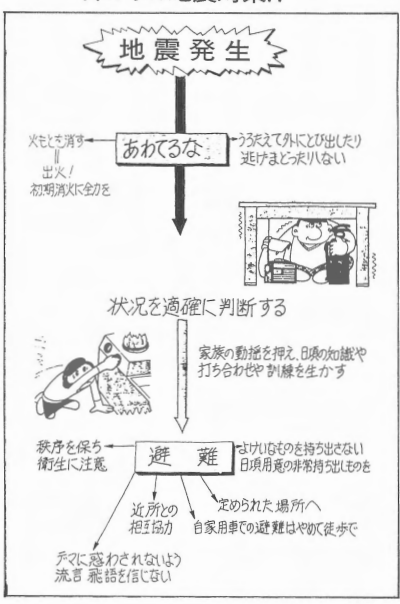 地震発生
火もとを消す
〃
出火!
初期消火に全力を
あわてるな
うろたえて外にとび出したり
逃げまどったりしない
状況を適確に判断する
家族の動揺を押え、日頃の知識や
打ち合わせや訓練を生かす
秩序を保ち
衛生に注意
避難
よけいなものを持ち出さない
日頃用意の非常持ち出しものを
近所との
相互協力
定められた場所へ
自家用車での避難はやめて徒歩で
デマに惑わされないよう
流言飛語を信じない